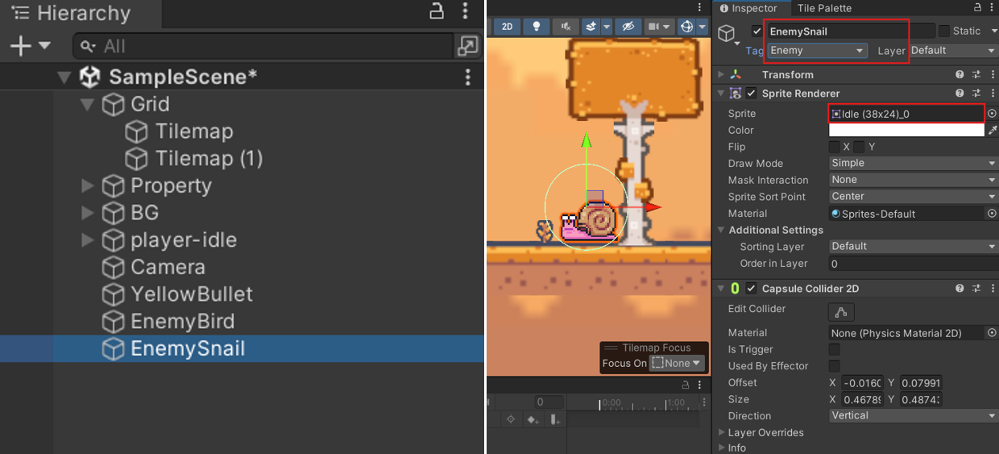 Hierarchy
All
SampleScene*
Grid
Tilemap
Tilemap (1)
Property
BG
player-idle
Camera
YellowBullet
EnemyBird
EnemySnail
2D
Tilemap Focus
Focus On None
0
0:00 1:00
Inspector Tile Palette
EnemySnail Static
Tag Enemy Layer Default
Transform
Sprite Renderer
Sprite Idle (38x24)_0
Color
Flip X Y
Draw Mode Simple
Mask Interaction None
Sprite Sort Point Center
Material Sprites-Default
Additional Settings
Sorting Layer Default
Order in Layer 0
Capsule Collider 2D
Edit Collider
Material None (Physics Material 2D)
Is Trigger
Used By Effector
Offset X -0.016 Y 0.07991
Size X 0.4678 Y 0.4874
Direction Vertical
Layer Overrides
Info